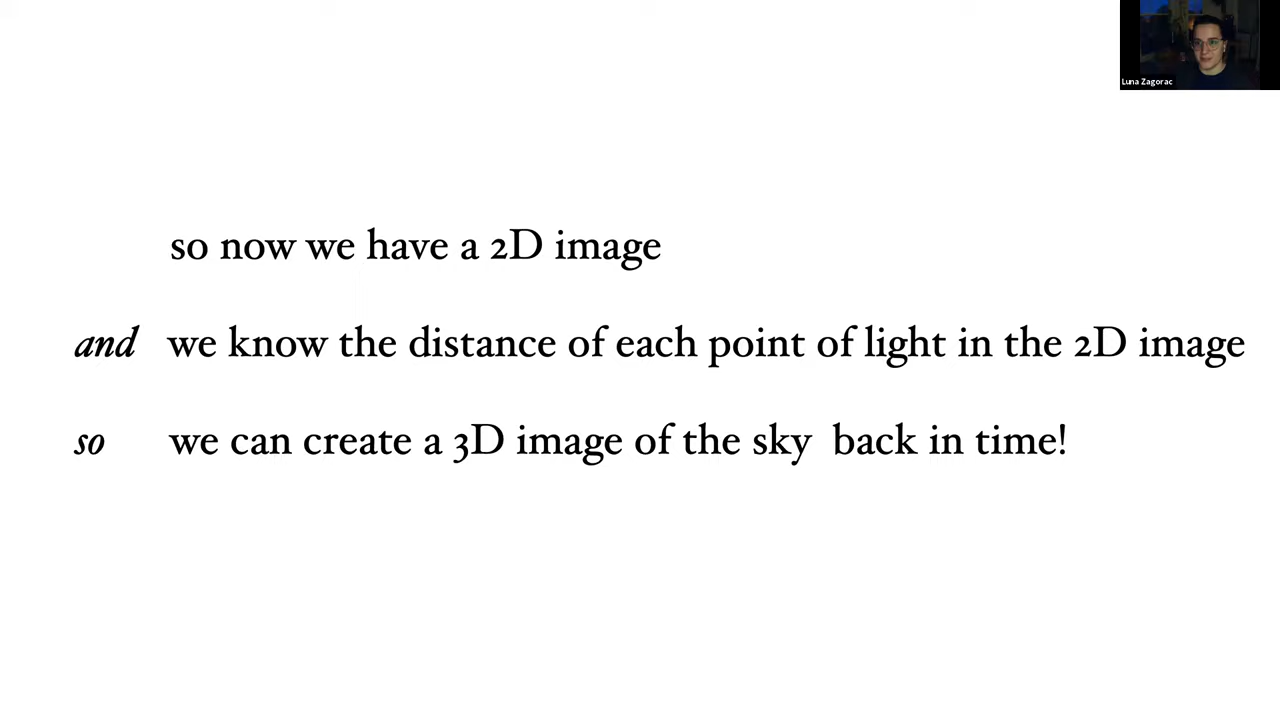 Luna Zagorac
so now we have a 2D image
and we know the distance of each point of light in the 2D image
so we can create a 3D image of the sky back in time!